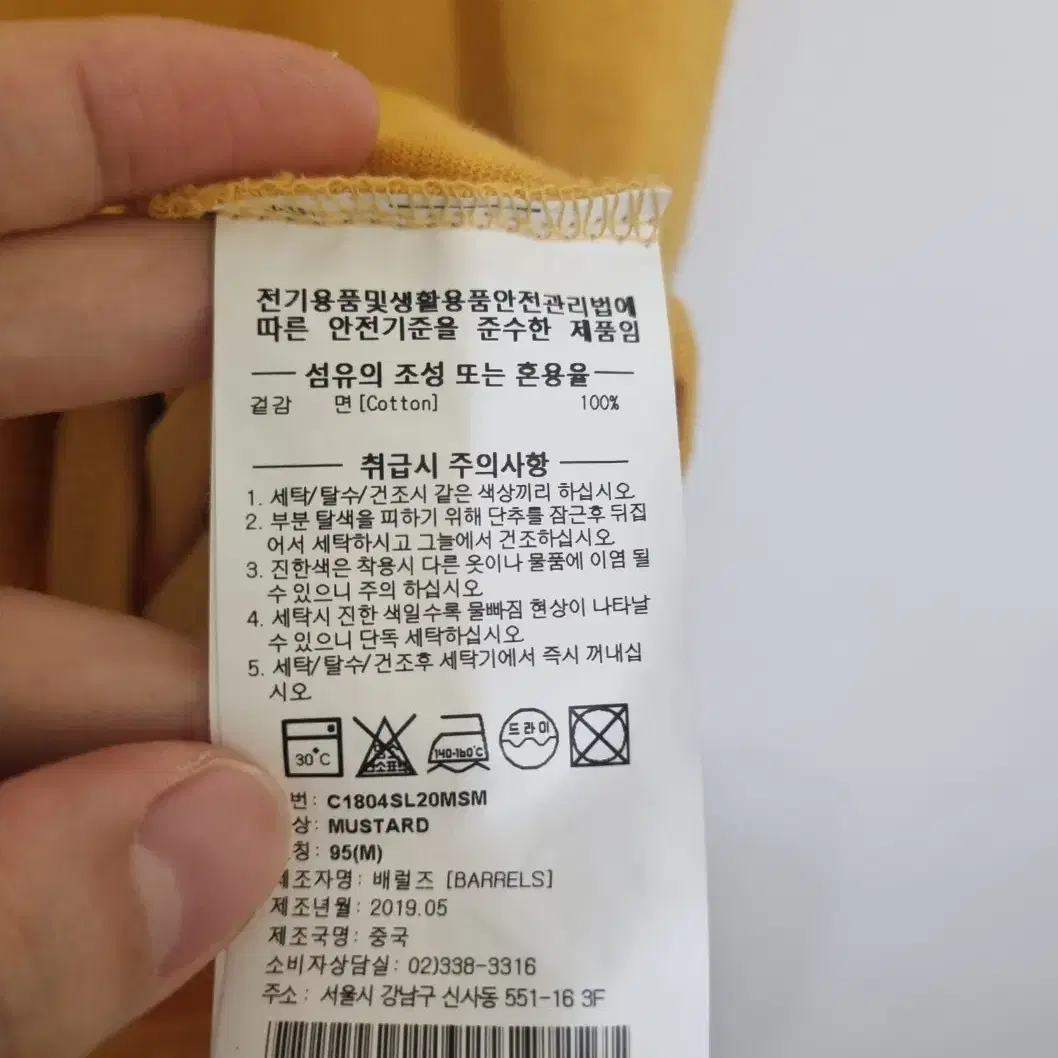 전기용품및생활용품안전관리법에
따른 안전기준을 준수한 제품임
섬유의 조성 또는 혼용율
겉감 면 [Cotton] 100%
취급시 주의사항
1. 세탁/탈수/건조시 같은 색상끼리 하십시오
2. 부분 탈색을 피하기 위해 단추를 잠근후 뒤집
어서 세탁하시고 그늘에서 건조하십시오
3. 진한색은 착용시 다른 옷이나 물품에 이염 될
수 있으니 주의 하십시오
4. 세탁시 진한 색일수록 물빠짐 현상이 나타날
수 있으니 단독 세탁하십시오
5. 세탁/탈수/건조후 세탁기에서 즉시 꺼내십
시오
30°C 140-160°C 드라이
번: C1804SL20MSM
상: MUSTARD
칭: 95(M)
제조자명: 배럴즈 [BARRELS]
제조년월: 2019.05
제조국명: 중국
소비자상담실: 02)338-3316
주소: 서울시 강남구 신사동 551-16 3F